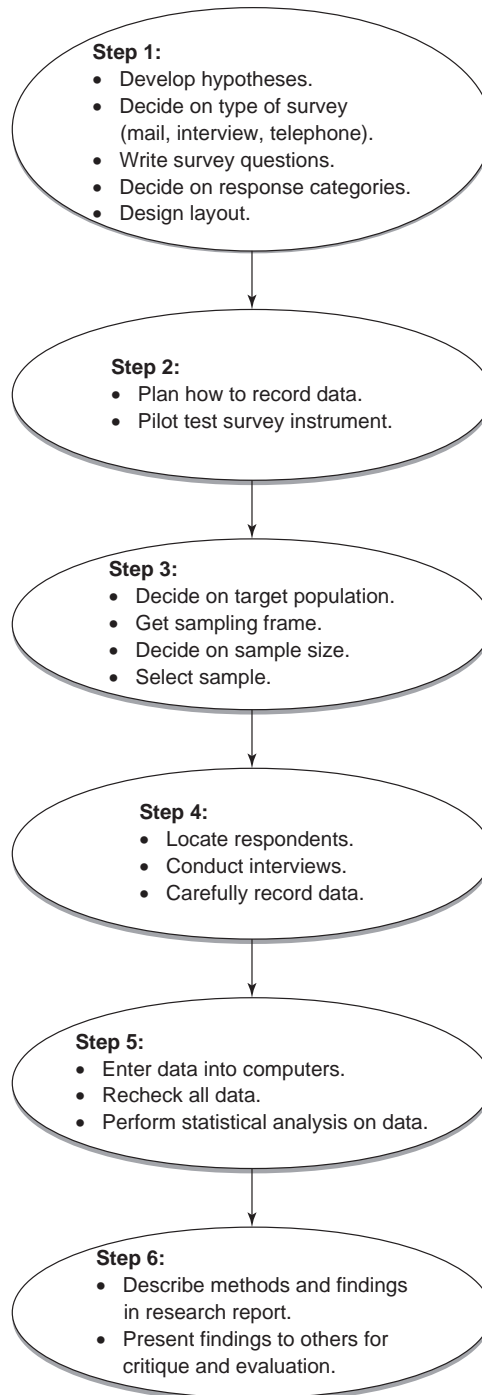 Step 1:
• Develop hypotheses.
• Decide on type of survey
(mail, interview, telephone).
• Write survey questions.
• Decide on response categories.
• Design layout.
Step 2:
• Plan how to record data.
• Pilot test survey instrument.
Step 3:
• Decide on target population.
• Get sampling frame.
• Decide on sample size.
• Select sample.
Step 4:
• Locate respondents.
• Conduct interviews.
• Carefully record data.
Step 5:
• Enter data into computers.
• Recheck all data.
• Perform statistical analysis on data.
Step 6:
• Describe methods and findings
in research report.
• Present findings to others for
critique and evaluation.